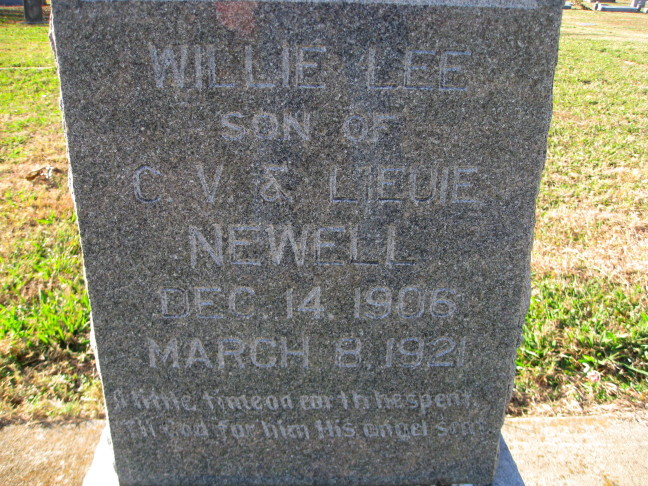 WILLIE LEE
SON OF
C. V. & LIEUIE
NEWELL
DEC. 14. 1906
MARCH 8. 1921
A little time on earth he spent,
Til God for him His angel sent.